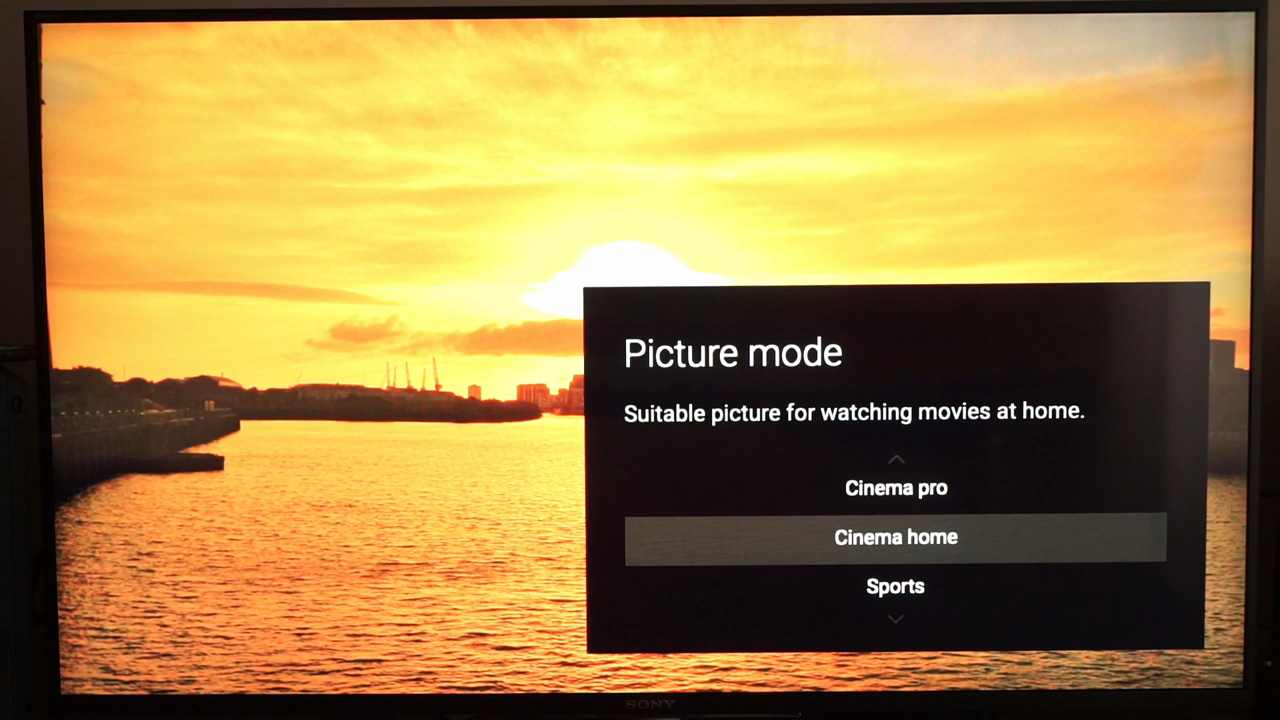 Picture mode
Suitable picture for watching movies at home.
Cinema pro
Cinema home
Sports
SONY